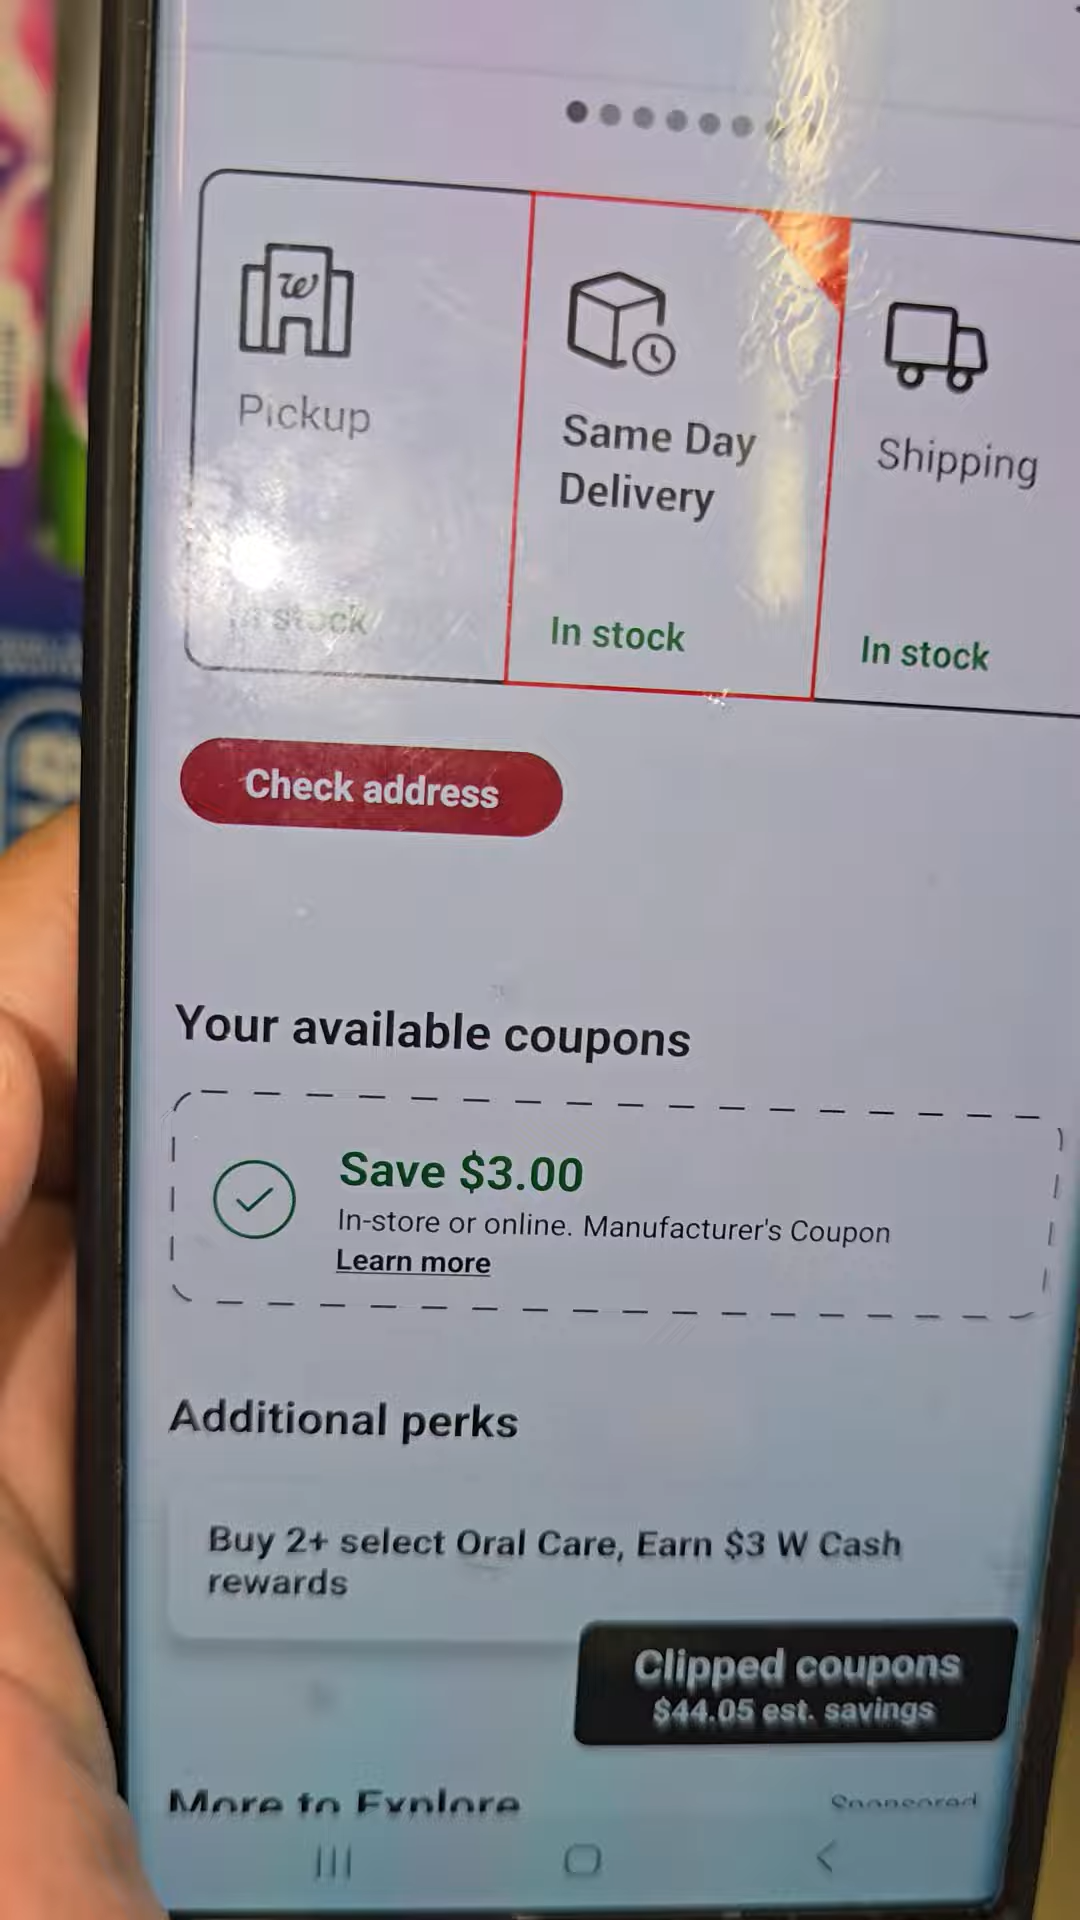 Pickup
Same Day
Delivery
Shipping
In stock
In stock
In stock
Check address
Your available coupons
Save $3.00
In-store or online. Manufacturer's Coupon
Learn more
Additional perks
Buy 2+ select Oral Care, Earn $3 W Cash
rewards
Clipped coupons
$44.05 est. savings
More to Explore
Sponsored